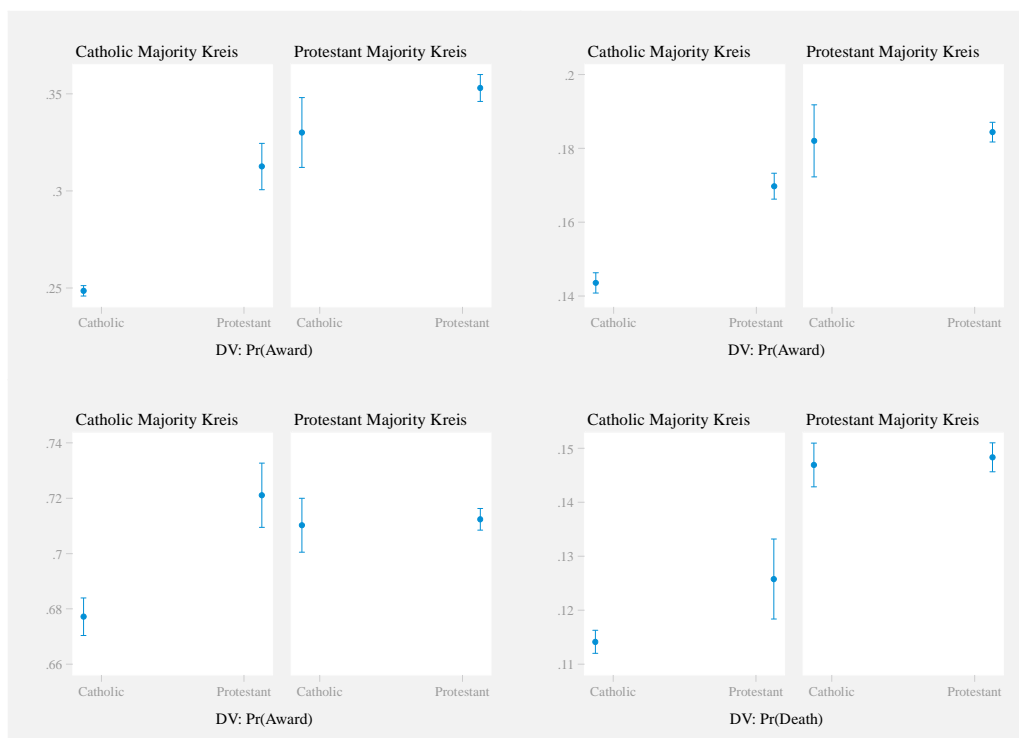 Catholic Majority Kreis Protestant Majority Kreis
.35
.3
.25
Catholic Protestant Catholic Protestant
DV: Pr(Award)
Catholic Majority Kreis Protestant Majority Kreis
.2
.18
.16
.14
Catholic Protestant Catholic Protestant
DV: Pr(Award)
Catholic Majority Kreis Protestant Majority Kreis
.74
.72
.7
.68
.66
Catholic Protestant Catholic Protestant
DV: Pr(Award)
Catholic Majority Kreis Protestant Majority Kreis
.15
.14
.13
.12
.11
Catholic Protestant Catholic Protestant
DV: Pr(Death)